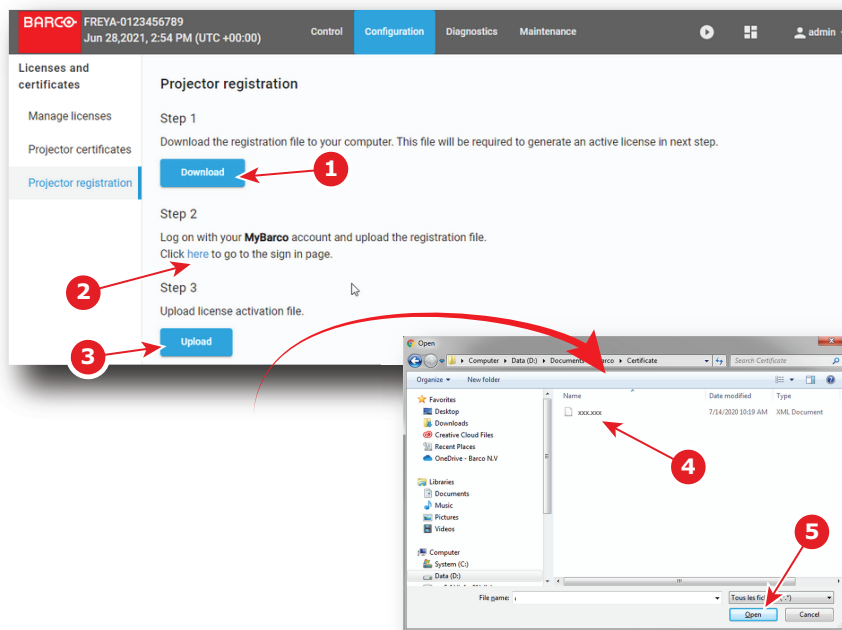 BARCO
FREYA-0123456789
Jun 28,2021, 2:54 PM (UTC +00:00)
Control
Configuration
Diagnostics
Maintenance
admin
Licenses and
certificates
Manage licenses
Projector certificates
Projector registration
Projector registration
Step 1
Download the registration file to your computer. This file will be required to generate an active license in next step.
Download
1
Step 2
Log on with your MyBarco account and upload the registration file.
Click here to go to the sign in page.
2
Step 3
Upload license activation file.
Upload
3
Open
Computer
Data (D:)
Documents
Certificate
Search Certificate
Organize
New folder
Favorites
Desktop
Downloads
Creative Cloud Files
Recent Places
OneDrive - Barco N.V
Libraries
Documents
Music
Pictures
Videos
Computer
System (C:)
Data (D:)
Name
Date modified
Type
xxx.xxx
7/14/2020 10:19 AM
XML Document
4
5
File name:
Tous les
Open
Cancel